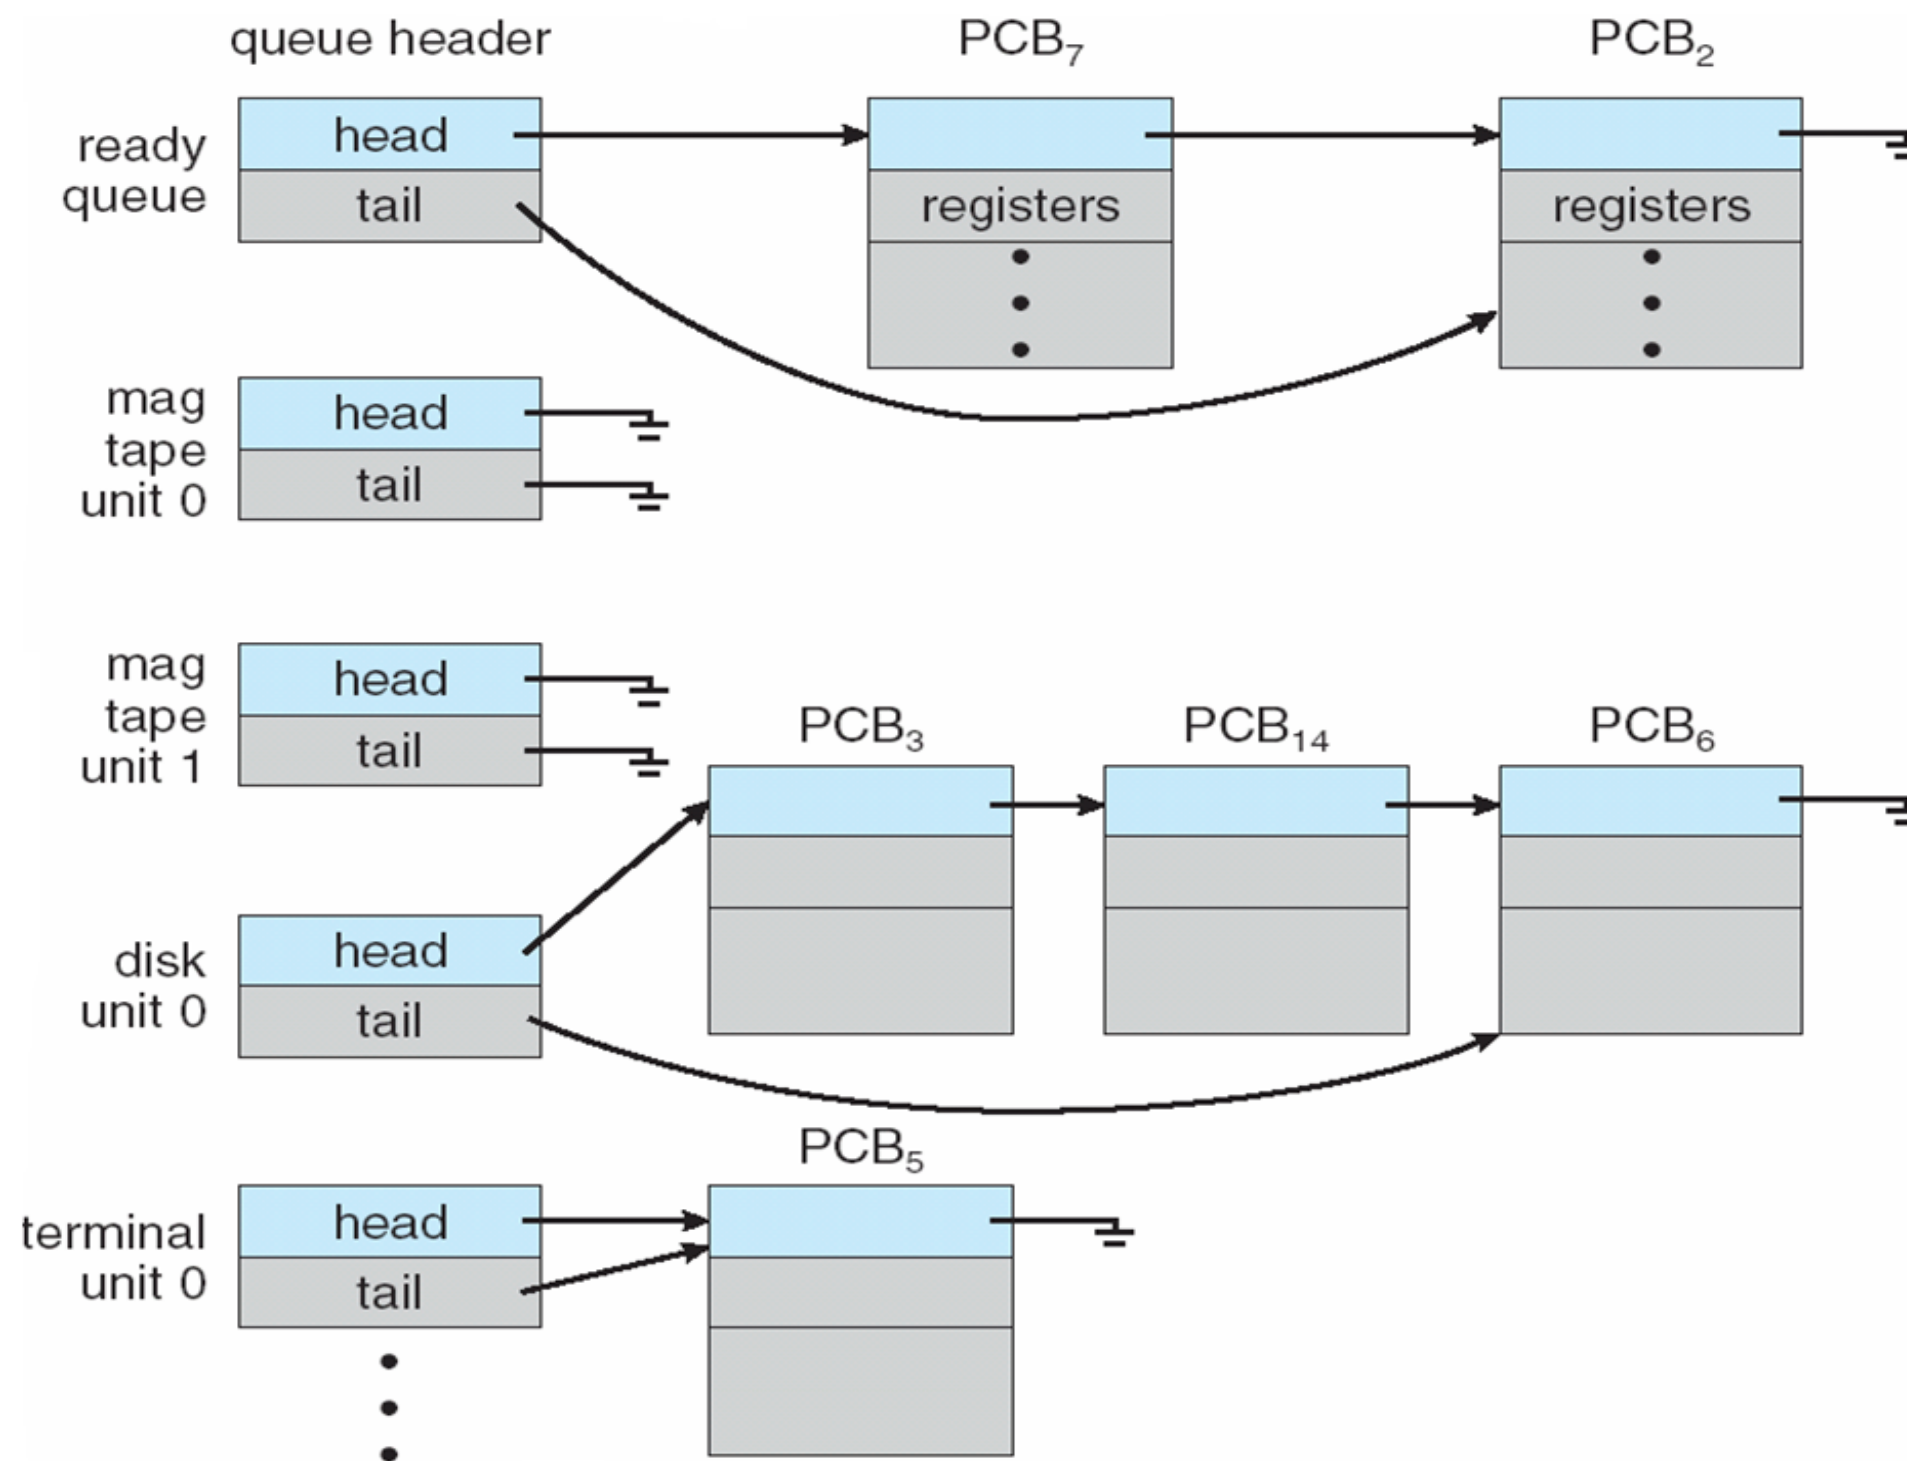 queue header
PCB₇
PCB₂
ready
queue
head
tail
registers
registers
mag
tape
unit 0
head
tail
mag
tape
unit 1
head
tail
PCB₃
PCB₁₄
PCB₆
disk
unit 0
head
tail
PCB₅
terminal
unit 0
head
tail